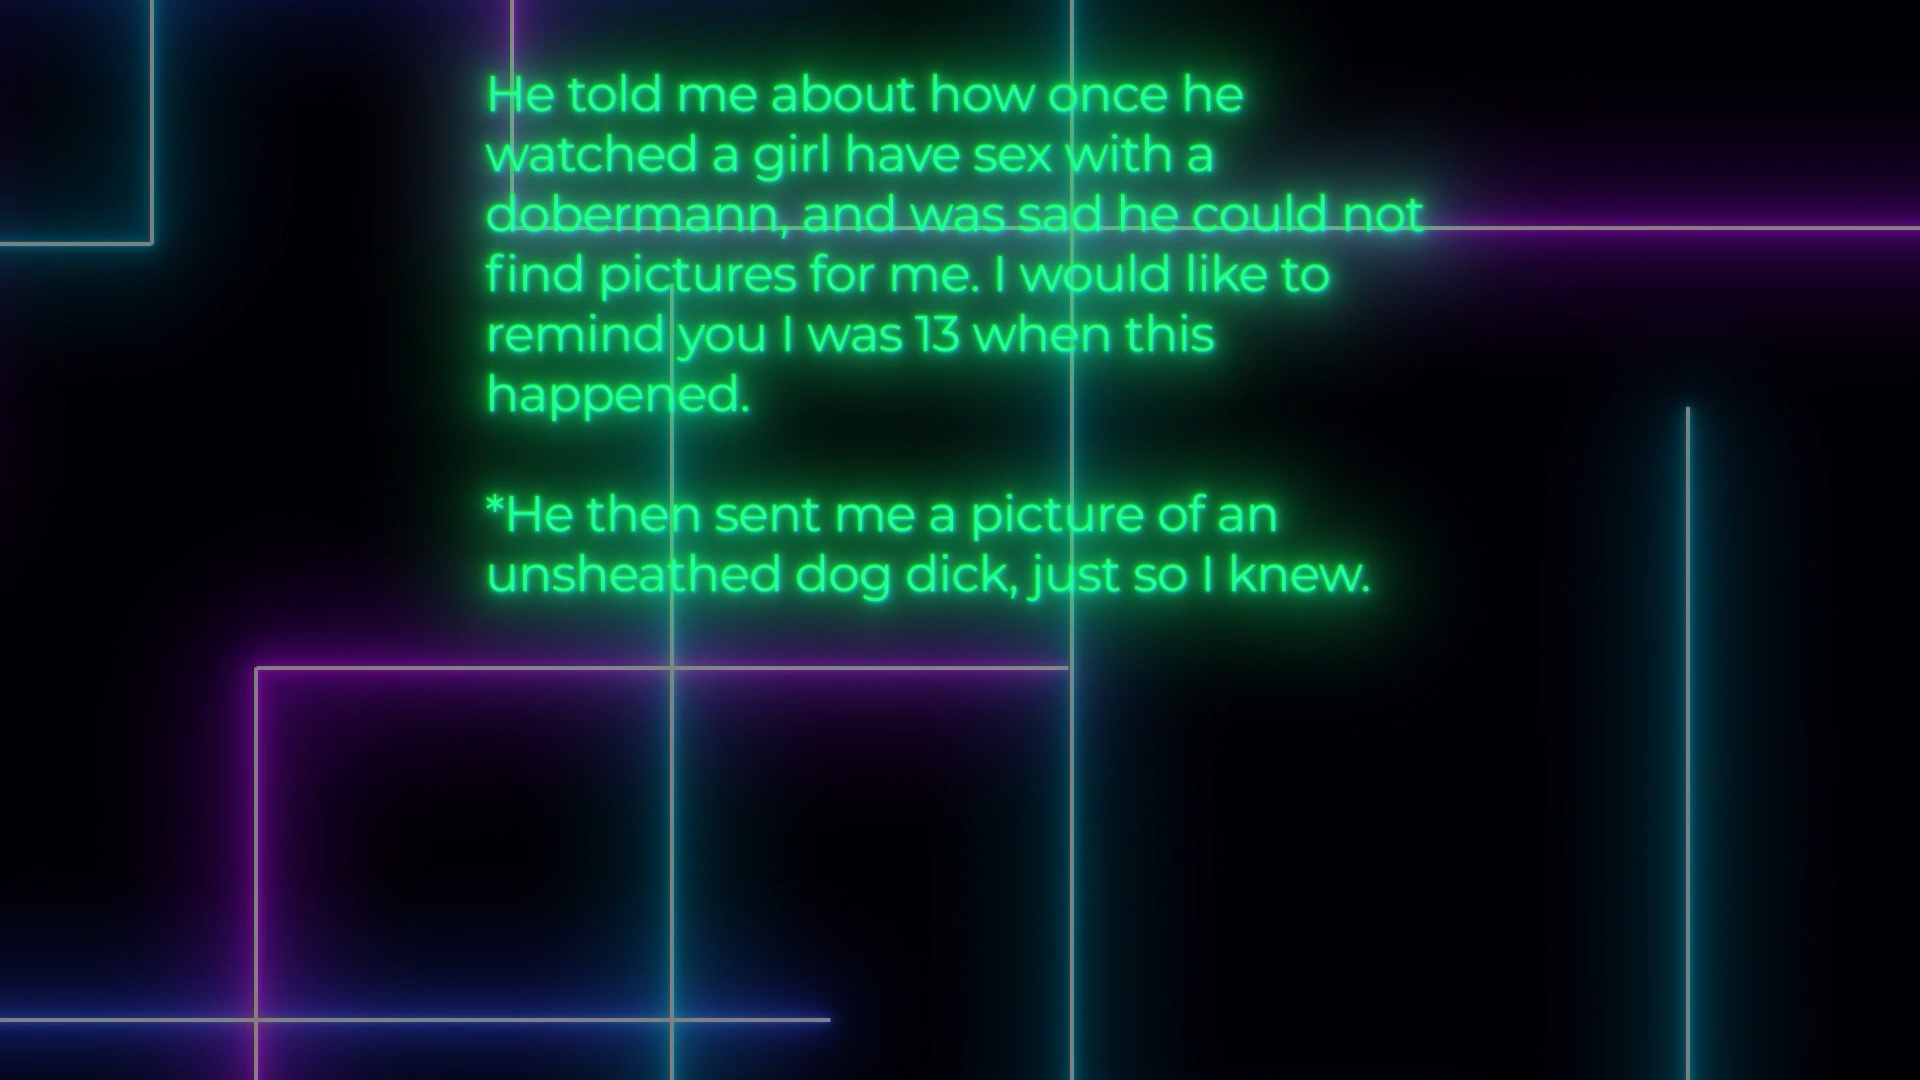 He told me about how once he
watched a girl have sex with a
dobermann, and was sad he could not
find pictures for me. I would like to
remind you I was 13 when this
happened.
*He then sent me a picture of an
unsheathed dog dick, just so I knew.